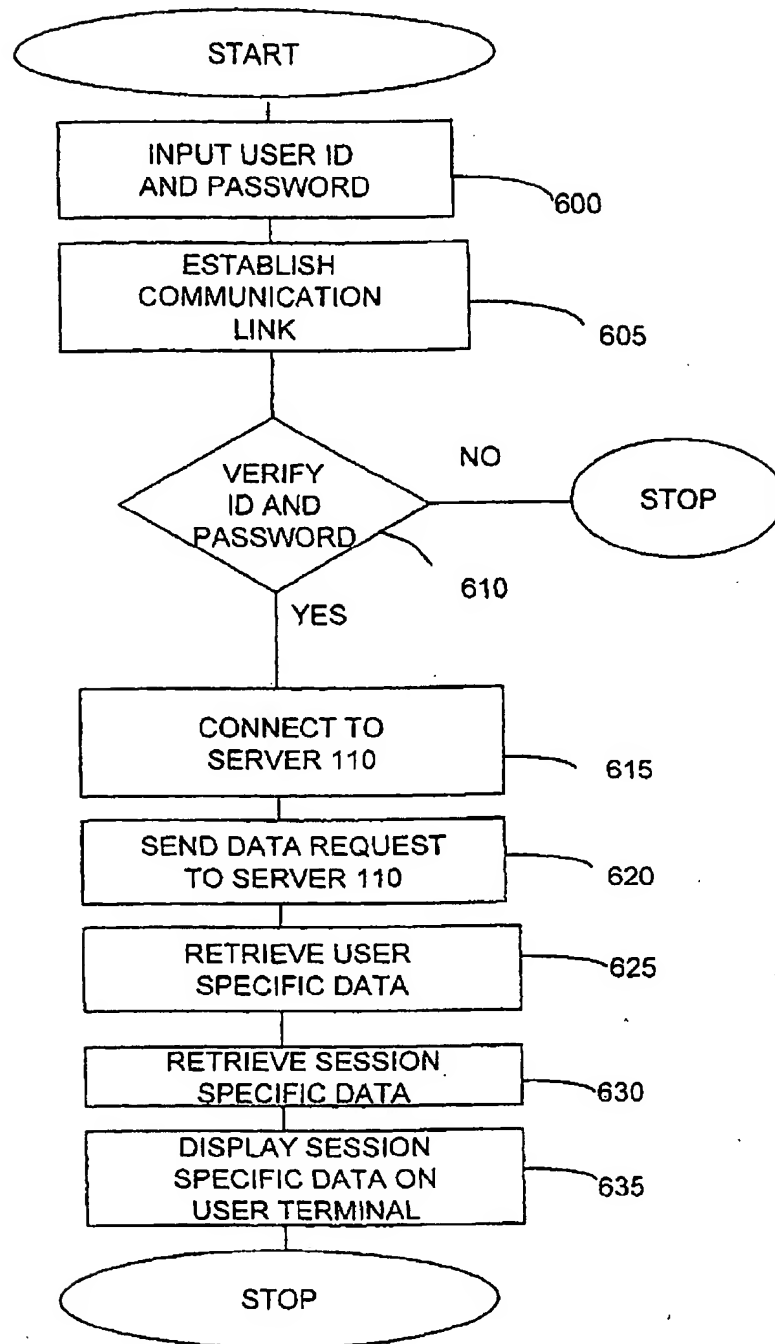 START
INPUT USER ID
AND PASSWORD
600
ESTABLISH
COMMUNICATION
LINK
605
VERIFY
ID AND
PASSWORD
610
NO
STOP
YES
CONNECT TO
SERVER 110
615
SEND DATA REQUEST
TO SERVER 110
620
RETRIEVE USER
SPECIFIC DATA
625
RETRIEVE SESSION
SPECIFIC DATA
630
DISPLAY SESSION
SPECIFIC DATA ON
USER TERMINAL
635
STOP